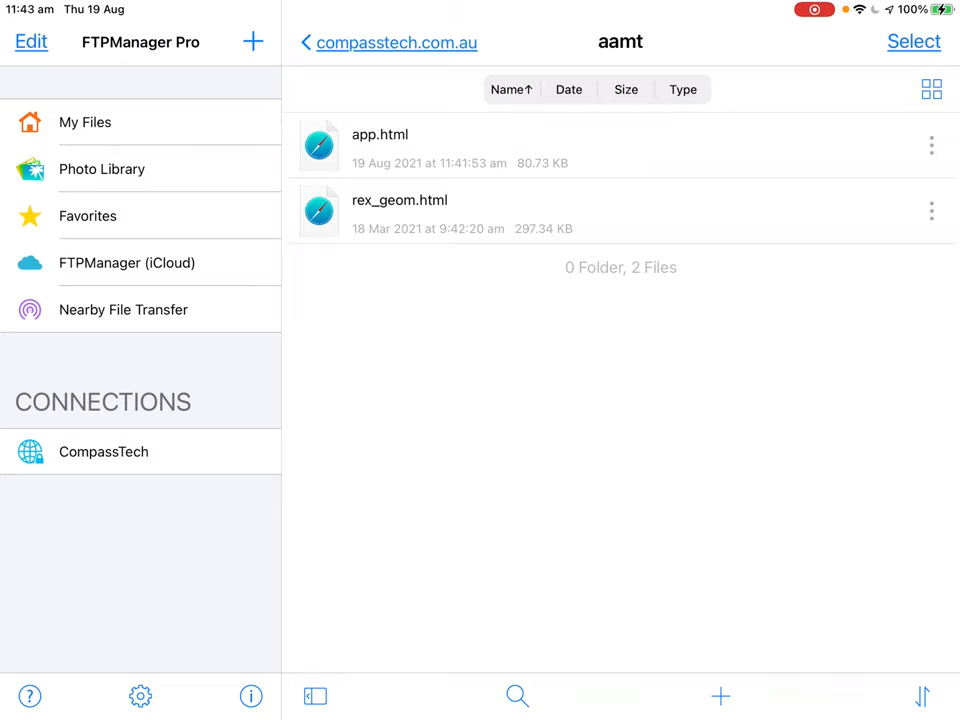 11:43 am Thu 19 Aug
100%
Edit
FTPManager Pro
compasstech.com.au
aamt
Select
Name↑
Date
Size
Type
My Files
Photo Library
Favorites
FTPManager (iCloud)
Nearby File Transfer
CONNECTIONS
CompassTech
app.html
19 Aug 2021 at 11:41:53 am 80.73 KB
rex_geom.html
18 Mar 2021 at 9:42:20 am 297.34 KB
0 Folder, 2 Files